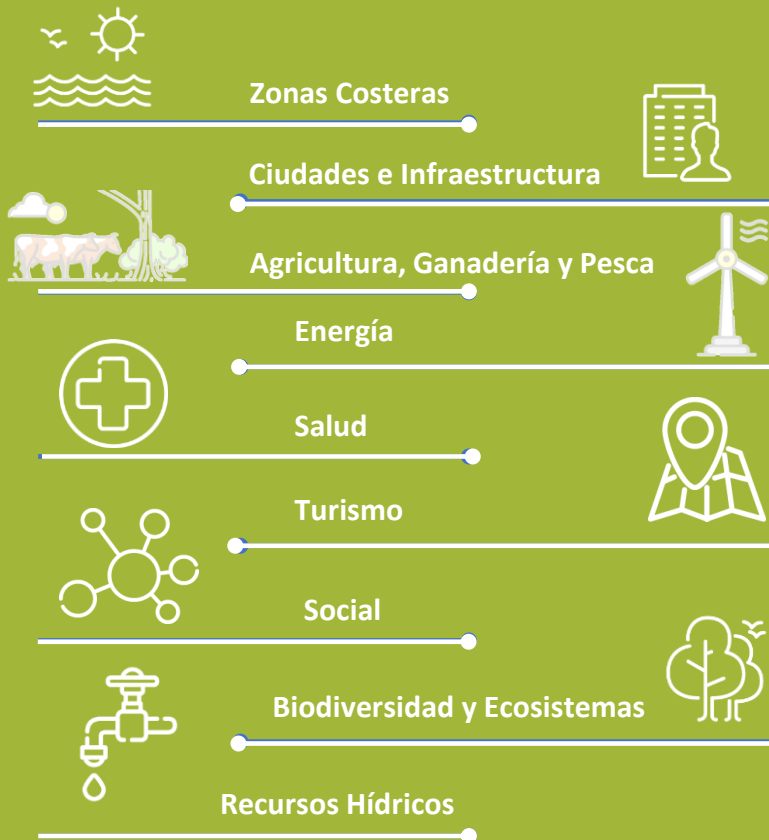 Zonas Costeras
Ciudades e Infraestructura
Agricultura, Ganadería y Pesca
Energía
Salud
Turismo
Social
Biodiversidad y Ecosistemas
Recursos Hídricos